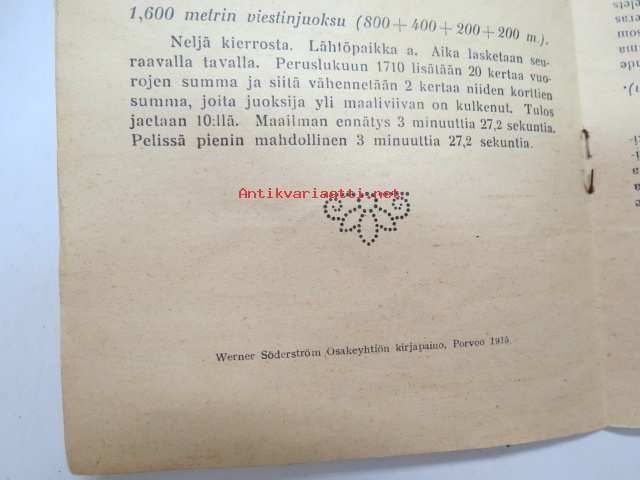 1,600 metrin viestinjuoksu (800+400+200+200 m.).
Neljä kierrosta. Lähtöpaikka a. Aika lasketaan seu-
raavalla tavalla. Peruslukuun 1710 lisätään 20 kertaa vuo-
rojen summa ja siitä vähennetään 2 kertaa niiden korttien
summa, joita juoksija yli maaliviivan on kulkenut. Tulos
jaetaan 10:llä. Maailman ennätys 3 minuuttia 27,2 sekuntia.
Pelissä pienin mahdollinen 3 minuuttia 27,2 sekuntia.
Antikvariaatti.net
Werner Söderström Osakeyhtiön kirjapaino, Porvoo 1915